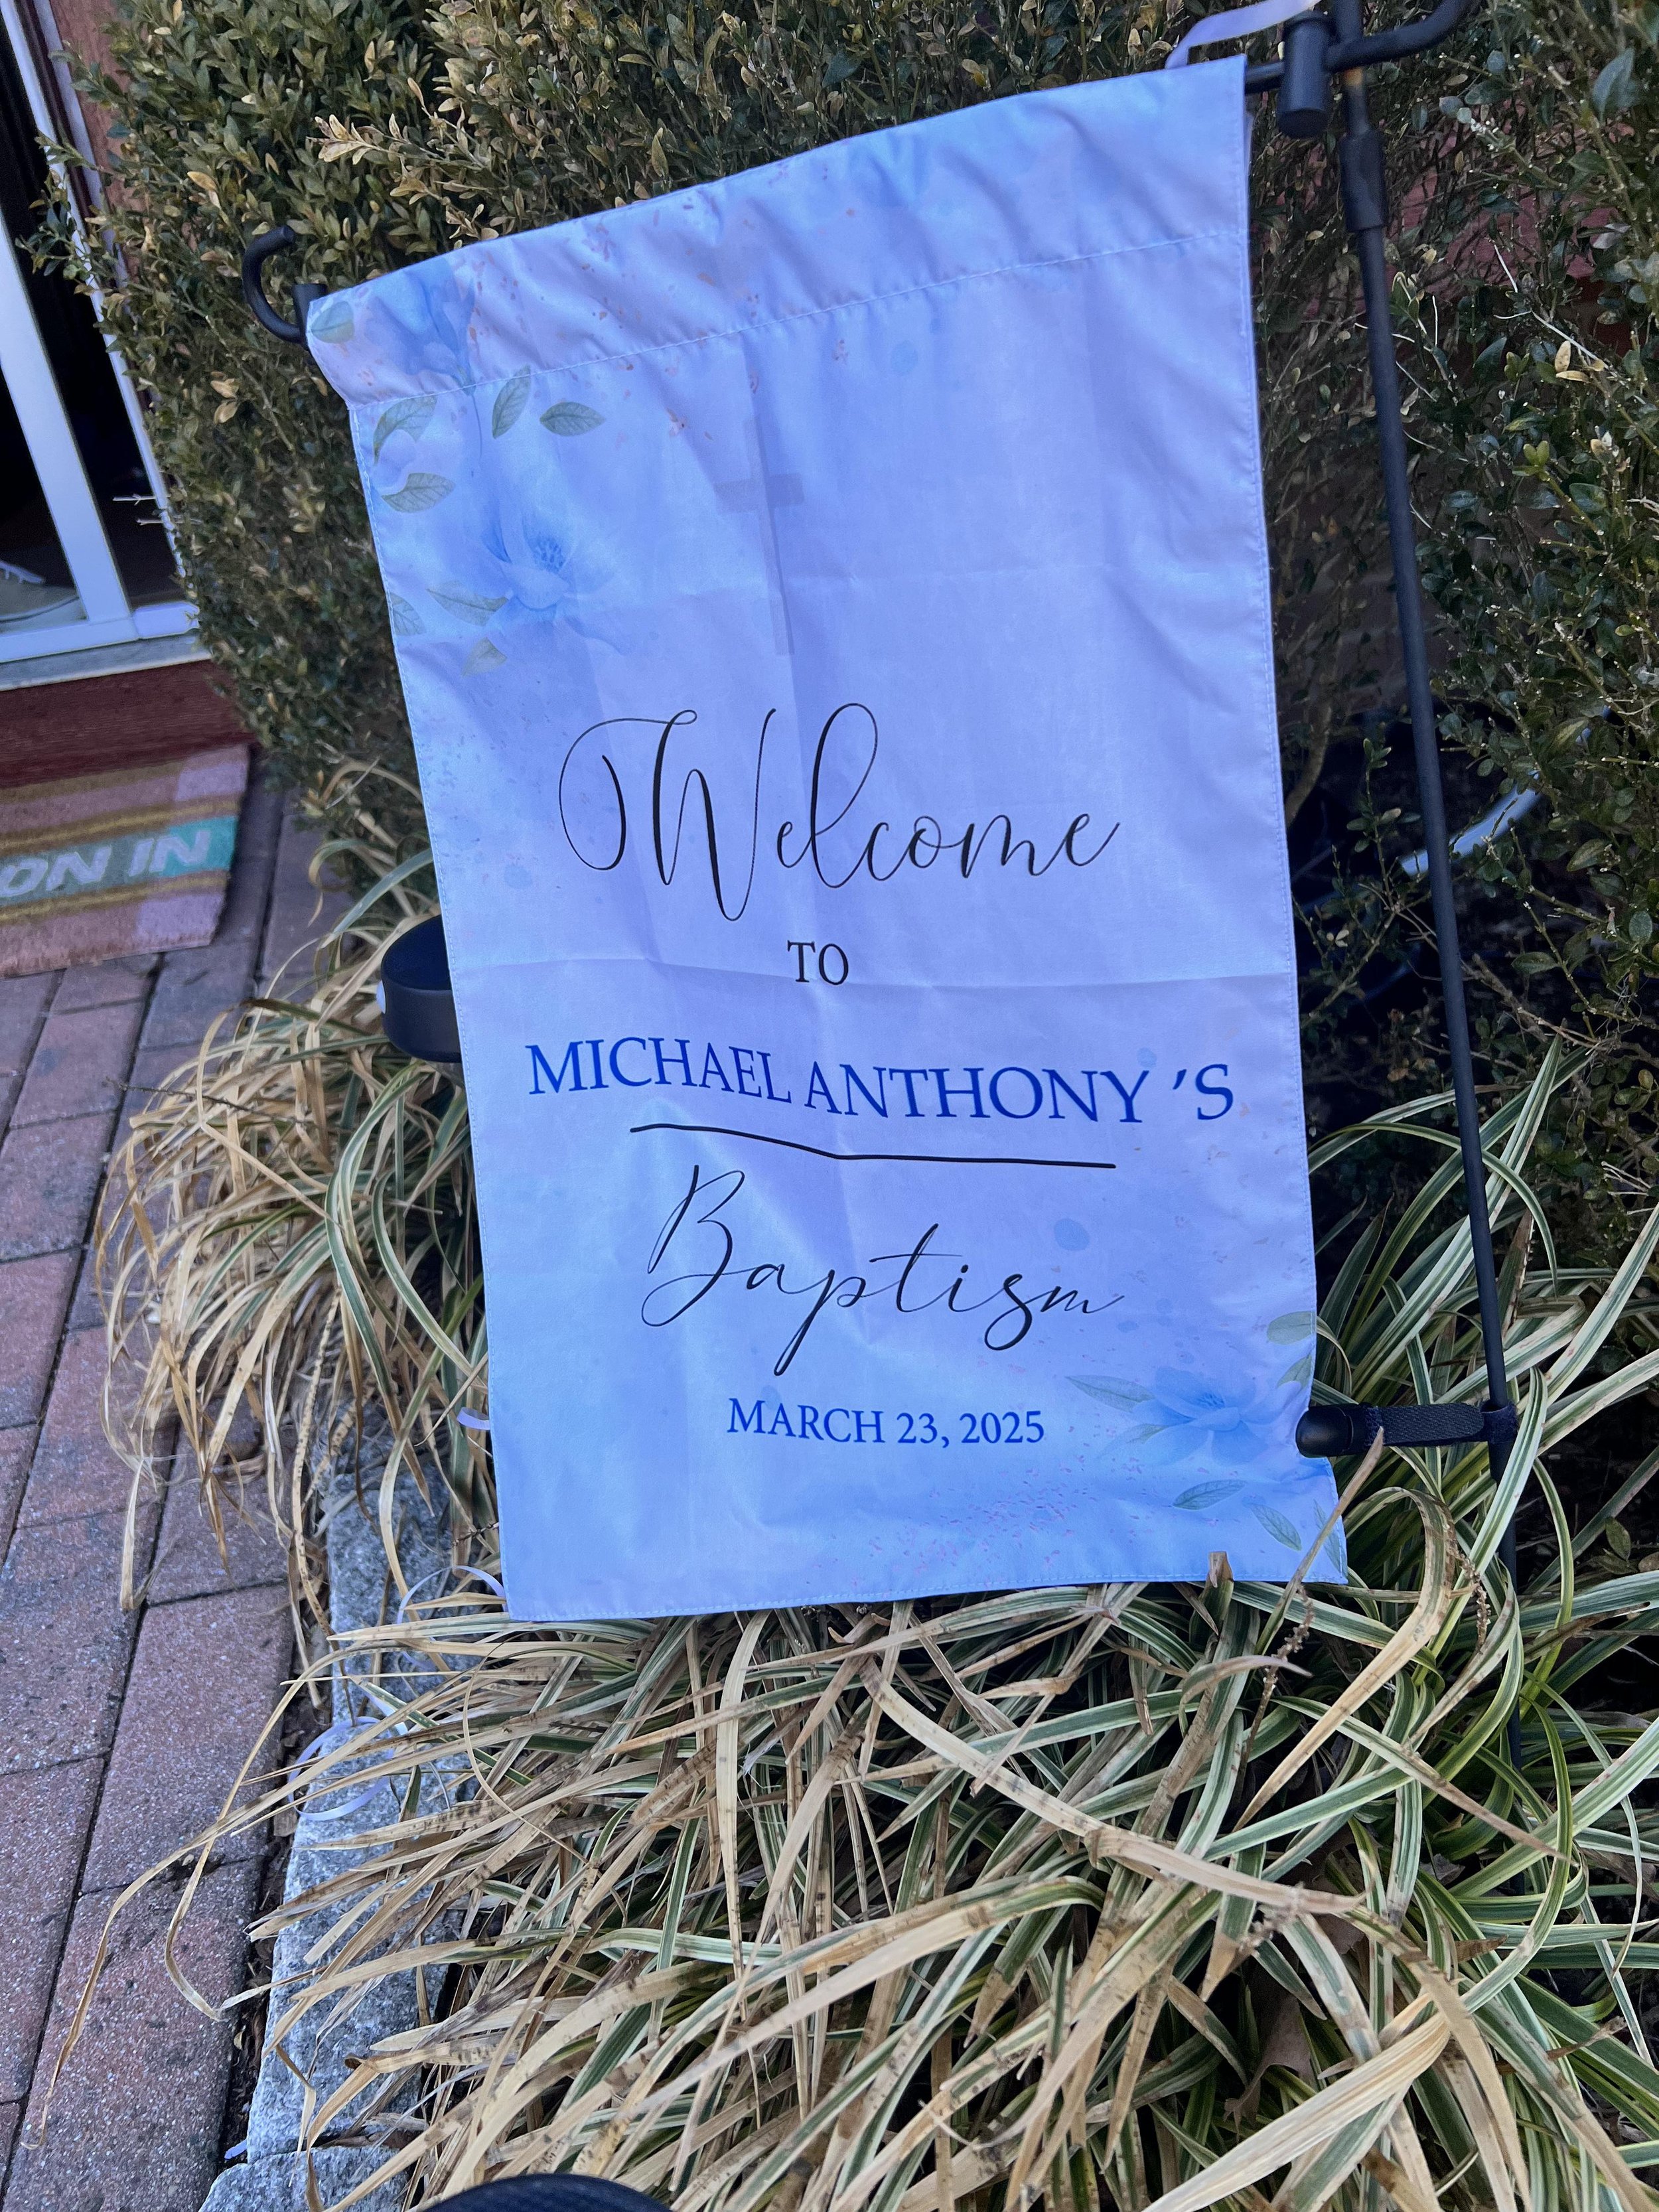 Welcome
TO
MICHAEL ANTHONY 'S
Baptism
MARCH 23, 2025
ON IN